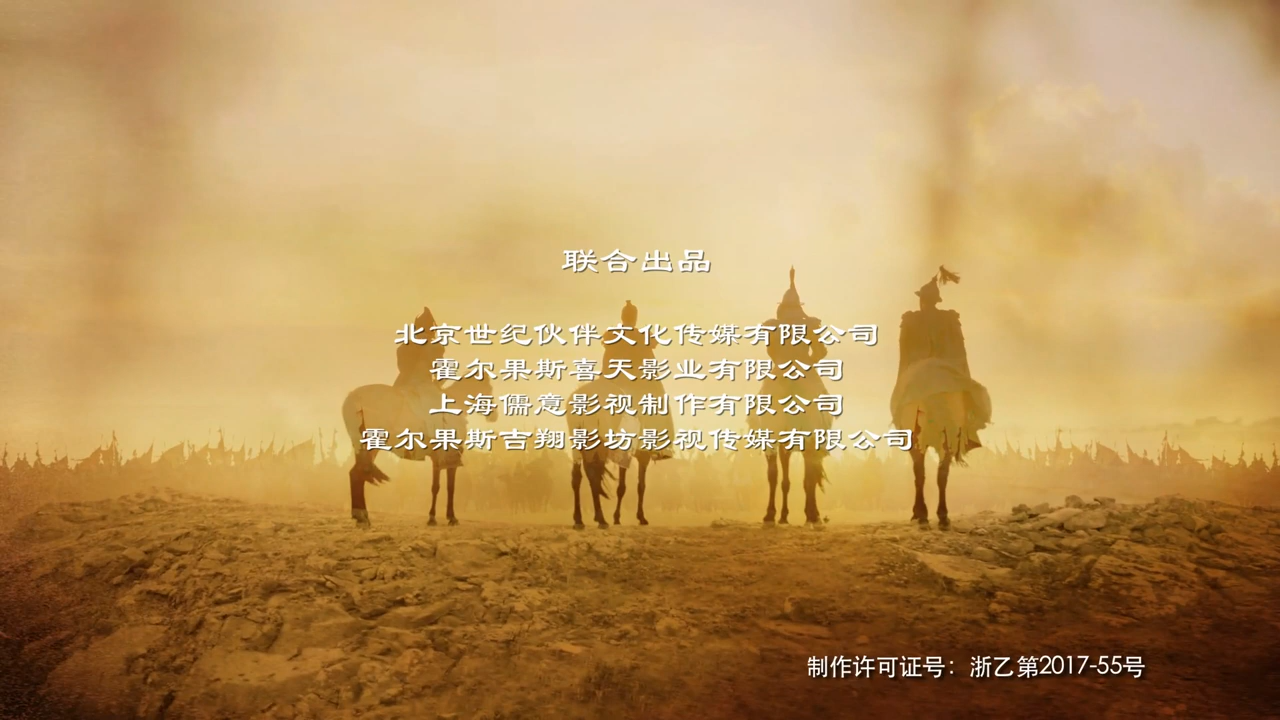 联合出品
北京世纪伙伴文化传媒有限公司
霍尔果斯喜天影业有限公司
上海儒意影视制作有限公司
霍尔果斯吉翔影坊影视传媒有限公司
制作许可证号：浙乙第2017-55号